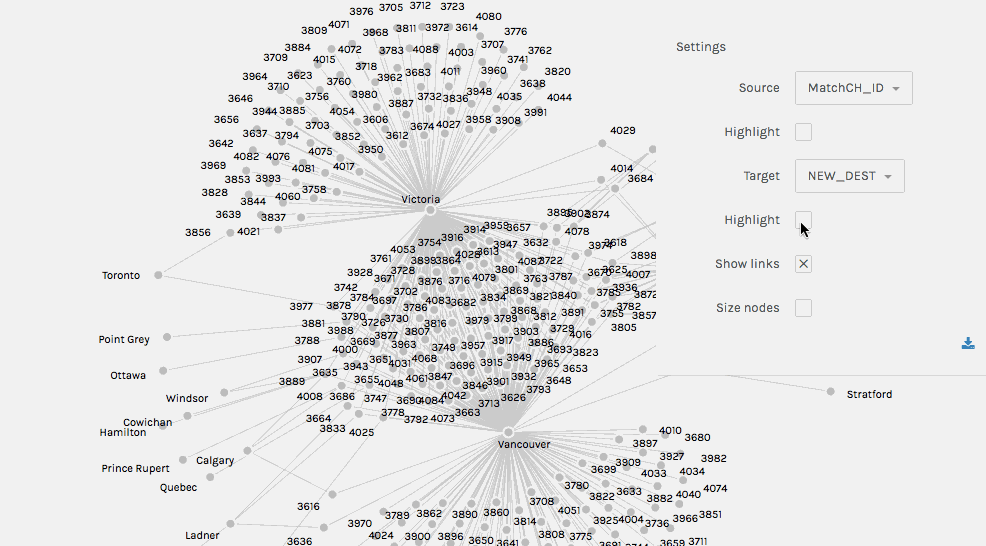 3976 3705 3712 3723
4071 4080
3809 3968 3811 3972 3614 3776
3884 4072 3783 4088 3707 3762
3709 4015 4003 3741
3964 3623 3718 3683 4011 3960 3820
3710 3760 3962 3638
3646 3756 3980 3732 3836 3948 4035 4044
3944 3885 3887
3656 3703 4054 3606 3958 3908 3991
3637 3794 3852 3612 3674 4027
3642 4075 3950
4082 4076
3969 4081 4017
3853 3993
3828 3844 4060 3758
3639 3837
3856 4021
4029
4014
3684
Victoria
3874
3914 3959 3657 4078
3754 3916 3947 3632 3618
4053 4028 3613
3761 3899 3864 4087 3722 3898
3928 3728 3801 3625
3671 3876 3716 4079 3763 3787 4007
3742 3702 3869 3936
3784 3697 4083 3682 3834 3821 3840
3977 3878 3786 3868 3891 3782
3790 3730 3979 3799 3812 3857
3881 3726 3816 3729 3805
3988 3877 3807 3903 4016
3788 3669 3963 3749 3957 3917 3886
4000 3693 3823
3907 4031 4068 3915 3949
3943 3696 3965 3653
3635 3655 4061 3847 3932
3889 4048 3846 3901 3648
4008 3686 3747 3690 4084 4042 3793
3778 3663 3713 3626
3664 3792 4073
3833 4025
Toronto
Point Grey
Ottawa
Windsor
Cowichan
Hamilton
Prince Rupert Calgary
Quebec
3616
Ladner
3636
Vancouver
Stratford
4010
3897 3680
3909 3927 3982
3699 4033 4034
3780 3633 4074
3708 3822 3882 4040
3789 3862 3890 3860 4051 3966 3851
3970 3814 3925 4004 3736
4024 3900 3896 3650 3641 3808 3775 3659 3711
Settings
Source MatchCH_ID
Highlight
Target NEW_DEST
Highlight
Show links
Size nodes